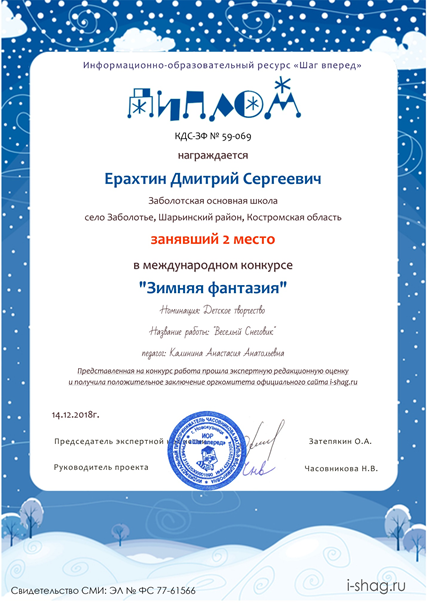 Информационно-образовательный ресурс «Шаг вперед»
ДИПЛОМ
КДС-ЗФ № 59-069
награждается
Ерахтин Дмитрий Сергеевич
Заболотская основная школа
село Заболотье, Шарьинский район, Костромская область
занявший 2 место
в международном конкурсе
"Зимняя фантазия"
Номинация: Детское творчество
Название работы: "Веселый Снеговик"
педагог: Калинина Анастасия Анатольевна
Представленная на конкурс работа прошла экспертную редакционную оценку
и получила положительное заключение оргкомитета официального сайта i-shag.ru
14.12.2018г.
Председатель экспертной
Затепякин О.А.
Руководитель проекта
Часовникова Н.В.
ИОР
«Шаг вперед»
Свидетельство СМИ: ЭЛ № ФС 77-61566
i-shag.ru